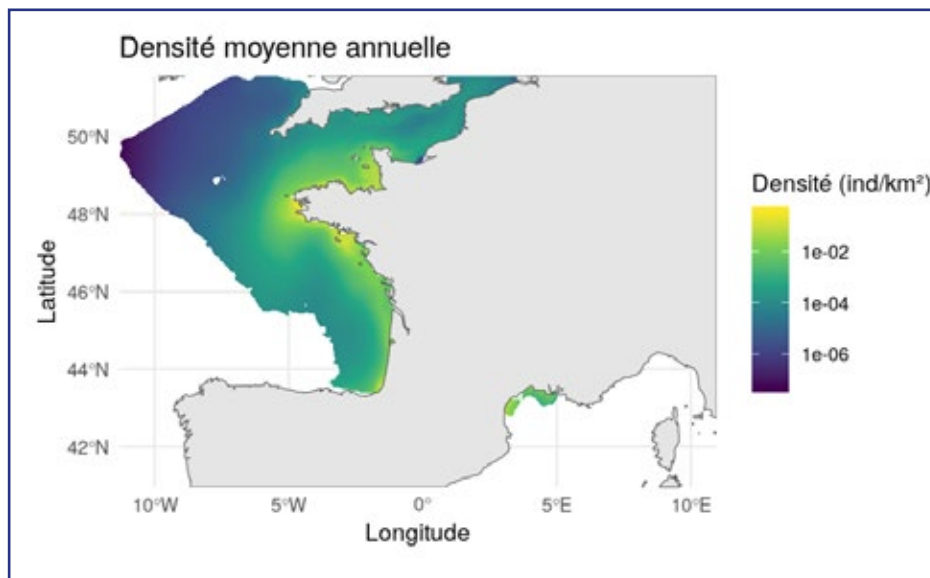 Densité moyenne annuelle
50°N
48°N
46°N
44°N
42°N
Latitude
10°W
5°W
0°
5°E
10°E
Longitude
Densité (ind/km²)
1e-02
1e-04
1e-06